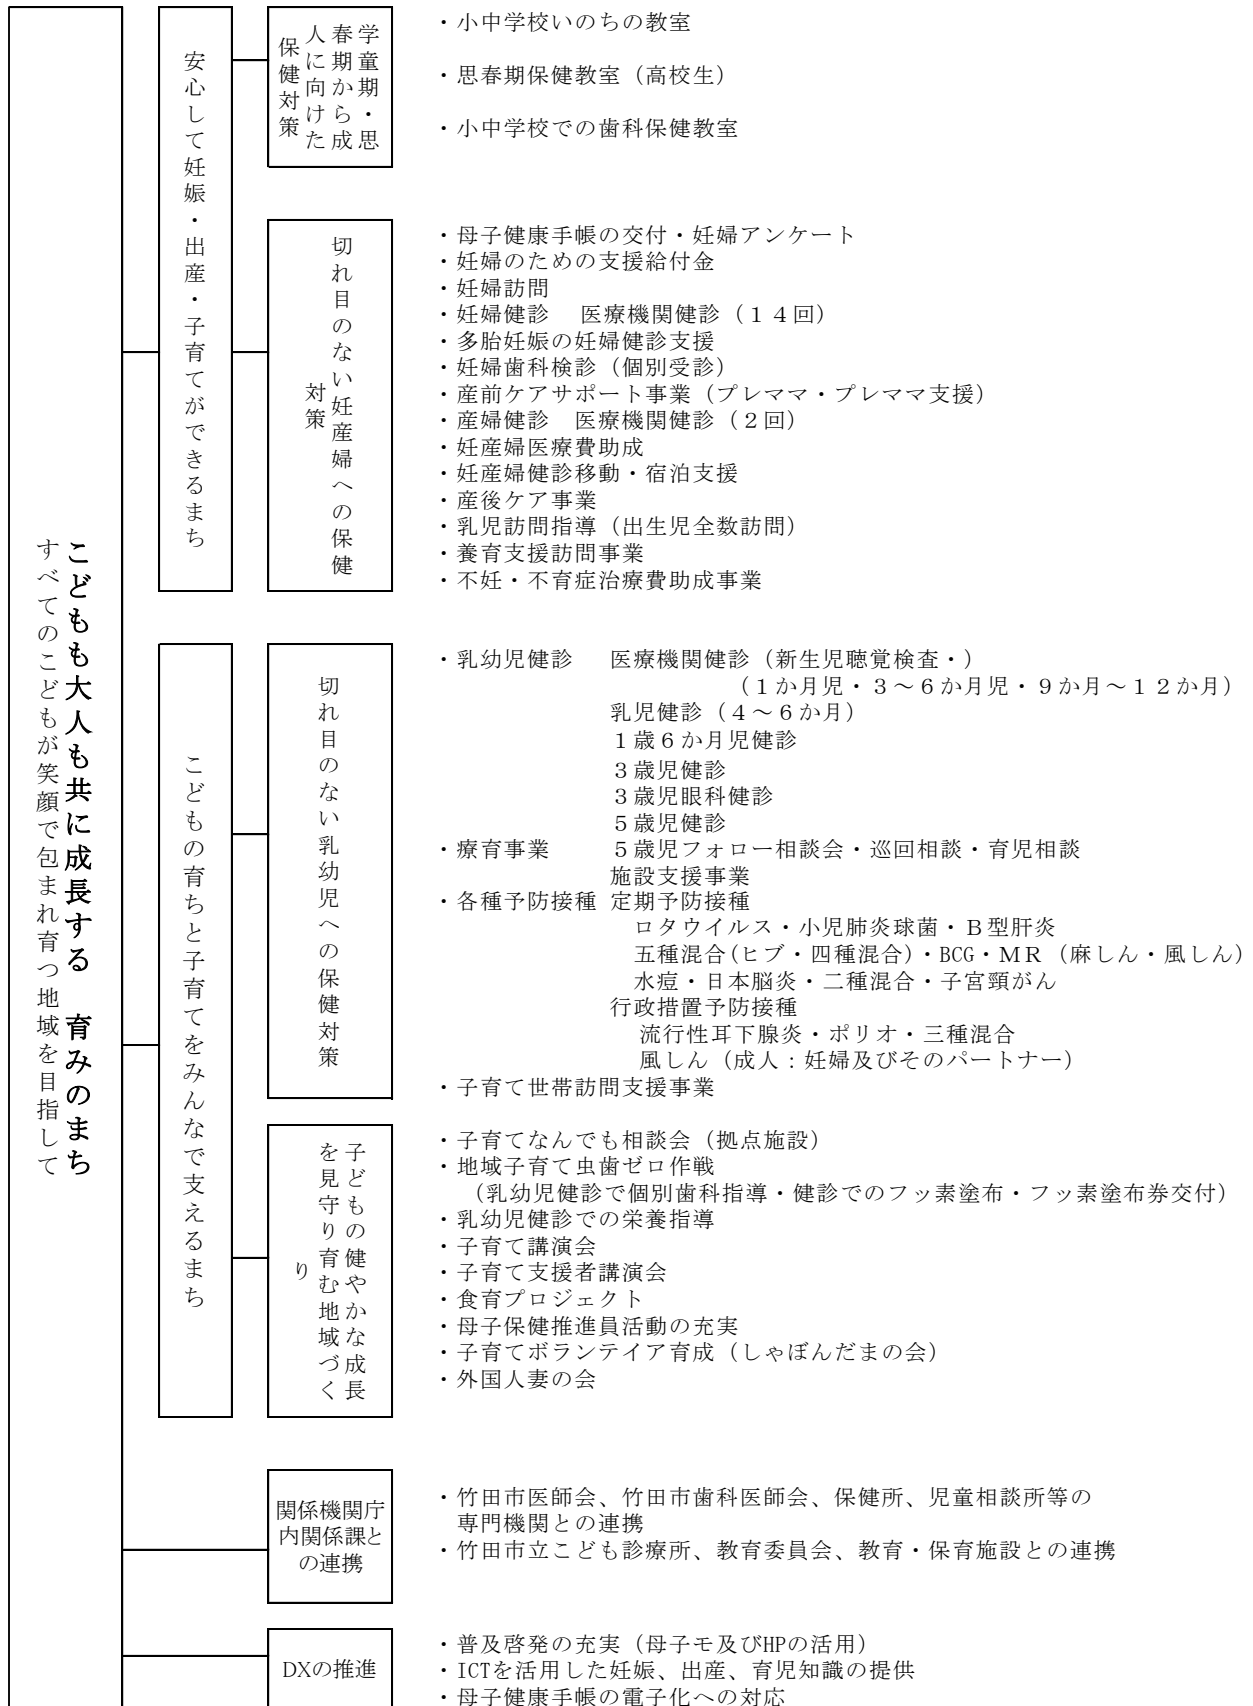 こどもも大人も共に成長する　育みのまち
すべてのこどもが笑顔で包まれ育つ地域を目指して
安心して妊娠・出産・子育てができるまち
学童期・思
春期から成
人に向けた
保健対策
・小中学校いのちの教室
・思春期保健教室（高校生）
・小中学校での歯科保健教室
切れ目のない妊産婦への保健
対策
・母子健康手帳の交付・妊婦アンケート
・妊婦のための支援給付金
・妊婦訪問
・妊婦健診　医療機関健診（１４回）
・多胎妊娠の妊婦健診支援
・妊婦歯科検診（個別受診）
・産前ケアサポート事業（プレママ・プレママ支援）
・産婦健診　医療機関健診（２回）
・妊産婦医療費助成
・妊産婦健診移動・宿泊支援
・産後ケア事業
・乳児訪問指導（出生児全数訪問）
・養育支援訪問事業
・不妊・不育症治療費助成事業
こどもの育ちと子育てをみんなで支えるまち
切れ目のない乳幼児への保健対策
・乳幼児健診　医療機関健診（新生児聴覚検査・）
（１か月児・３～６か月児・９か月～１２か月）
乳児健診（４～６か月）
１歳６か月児健診
３歳児健診
３歳児眼科健診
５歳児健診
・療育事業　５歳児フォロー相談会・巡回相談・育児相談
施設支援事業
・各種予防接種 定期予防接種
ロタウイルス・小児肺炎球菌・Ｂ型肝炎
五種混合(ヒブ・四種混合)・BCG・ＭＲ（麻しん・風しん）
水痘・日本脳炎・二種混合・子宮頸がん
行政措置予防接種
流行性耳下腺炎・ポリオ・三種混合
風しん（成人：妊婦及びそのパートナー）
・子育て世帯訪問支援事業
子どもの健やかな成長
を見守り育む地域づく
り
・子育てなんでも相談会（拠点施設）
・地域子育て虫歯ゼロ作戦
（乳幼児健診で個別歯科指導・健診でのフッ素塗布・フッ素塗布券交付）
・乳幼児健診での栄養指導
・子育て講演会
・子育て支援者講演会
・食育プロジェクト
・母子保健推進員活動の充実
・子育てボランテイア育成（しゃぼんだまの会）
・外国人妻の会
関係機関庁
内関係課と
の連携
・竹田市医師会、竹田市歯科医師会、保健所、児童相談所等の
専門機関との連携
・竹田市立こども診療所、教育委員会、教育・保育施設との連携
DXの推進
・普及啓発の充実（母子モ及びHPの活用）
・ICTを活用した妊娠、出産、育児知識の提供
・母子健康手帳の電子化への対応